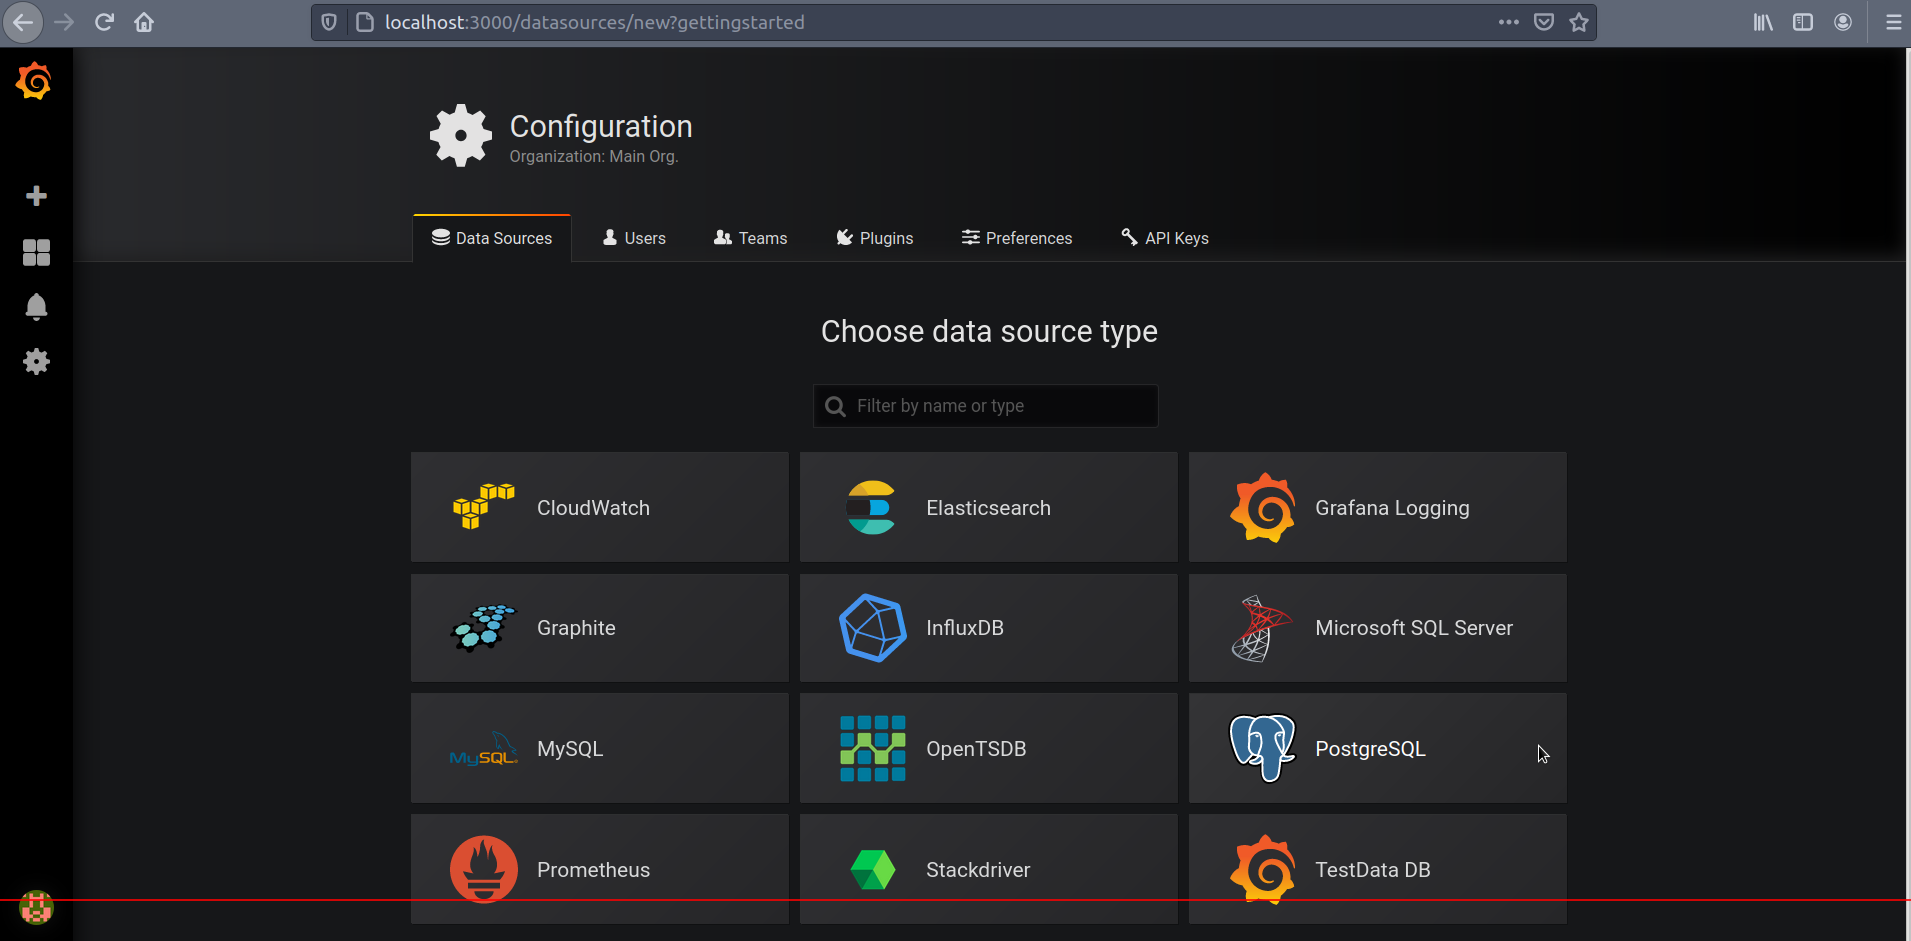 localhost:3000/datasources/new?gettingstarted
Configuration
Organization: Main Org.
Data Sources Users Teams Plugins Preferences API Keys
Choose data source type
Filter by name or type
CloudWatch Elasticsearch Grafana Logging
Graphite InfluxDB Microsoft SQL Server
MySQL MySQL OpenTSDB PostgreSQL
Prometheus Stackdriver TestData DB